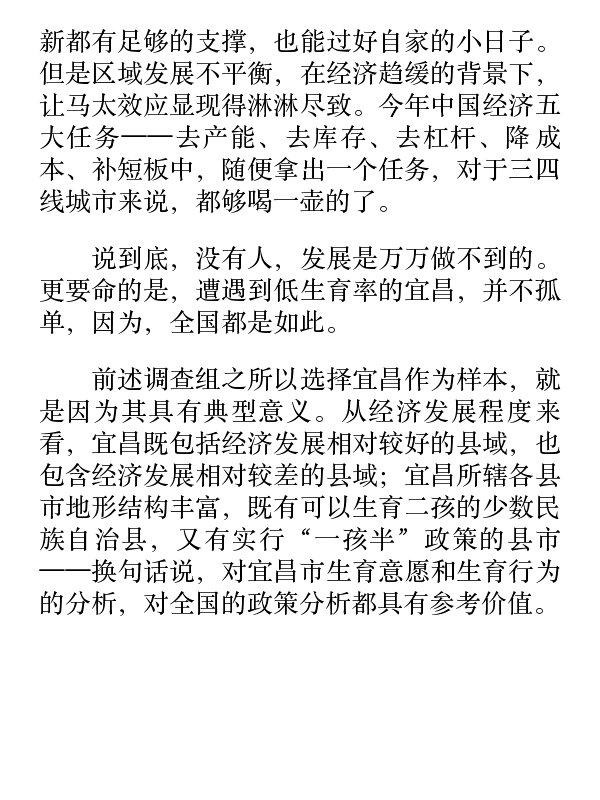 新都有足够的支撑，也能过好自家的小日子。
但是区域发展不平衡，在经济趋缓的背景下，
让马太效应显现得淋淋尽致。今年中国经济五
大任务——去产能、去库存、去杠杆、降成
本、补短板中，随便拿出一个任务，对于三四
线城市来说，都够喝一壶的了。
说到底，没有人，发展是万万做不到的。
更要命的是，遭遇到低生育率的宜昌，并不孤
单，因为，全国都是如此。
前述调查组之所以选择宜昌作为样本，就
是因为其具有典型意义。从经济发展程度来
看，宜昌既包括经济发展相对较好的县域，也
包含经济发展相对较差的县域；宜昌所辖各县
市地形结构丰富，既有可以生育二孩的少数民
族自治县，又有实行“一孩半”政策的县市
——换句话说，对宜昌市生育意愿和生育行为
的分析，对全国的政策分析都具有参考价值。